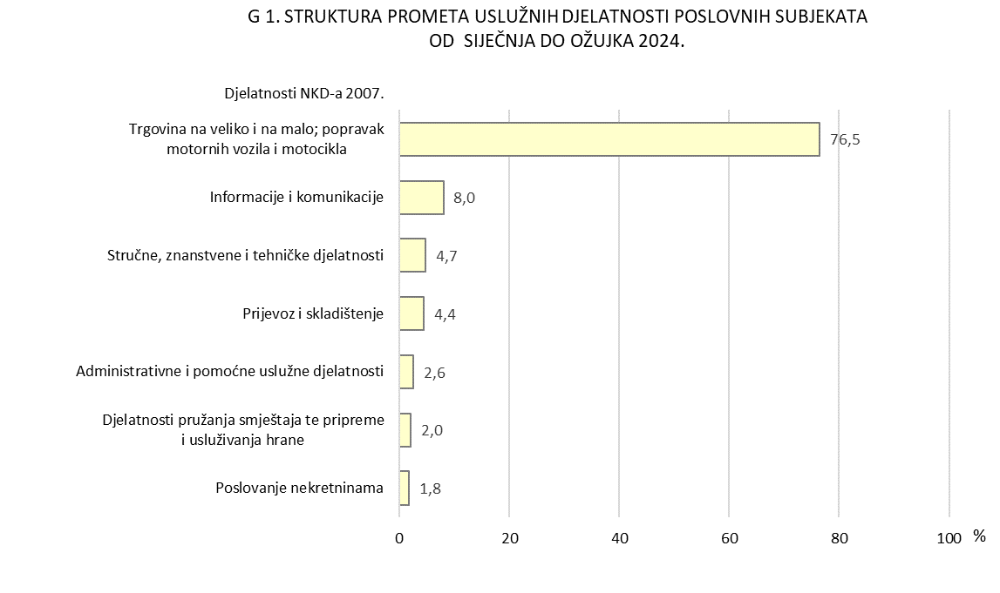 G 1. STRUKTURA PROMETA USLUŽNIH DJELATNOSTI POSLOVNIH SUBJEKATA
OD SIJEČNJA DO OŽUJKA 2024.
Djelatnosti NKD-a 2007.
Trgovina na veliko i na malo; popravak
motornih vozila i motocikla
76,5
Informacije i komunikacije
8,0
Stručne, znanstvene i tehničke djelatnosti
4,7
Prijevoz i skladištenje
4,4
Administrativne i pomoćne uslužne djelatnosti
2,6
Djelatnosti pružanja smještaja te pripreme
i usluživanja hrane
2,0
Poslovanje nekretninama
1,8
0 20 40 60 80 100 %